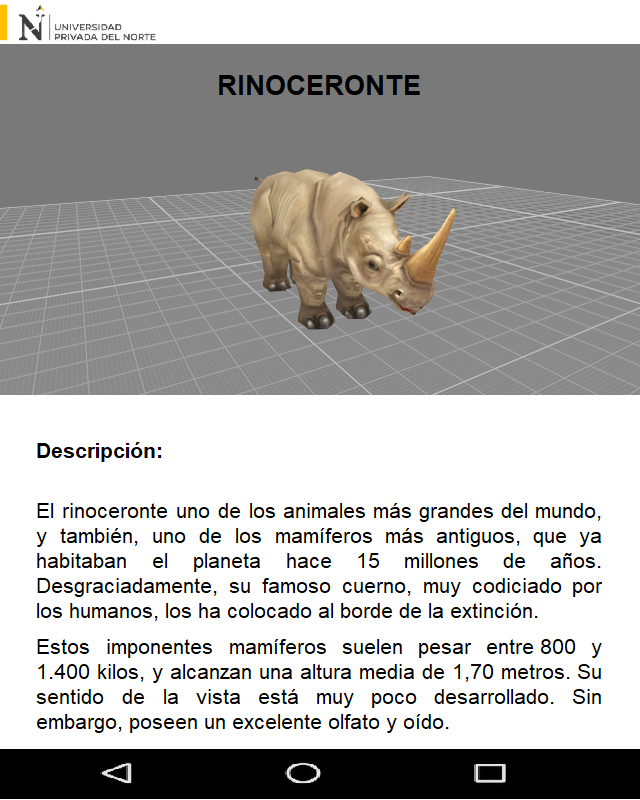 UNIVERSIDAD
PRIVADA DEL NORTE
RINOCERONTE
Descripción:
El rinoceronte uno de los animales más grandes del mundo,
y también, uno de los mamíferos más antiguos, que ya
habitaban el planeta hace 15 millones de años.
Desgraciadamente, su famoso cuerno, muy codiciado por
los humanos, los ha colocado al borde de la extinción.
Estos imponentes mamíferos suelen pesar entre 800 y
1.400 kilos, y alcanzan una altura media de 1,70 metros. Su
sentido de la vista está muy poco desarrollado. Sin
embargo, poseen un excelente olfato y oído.